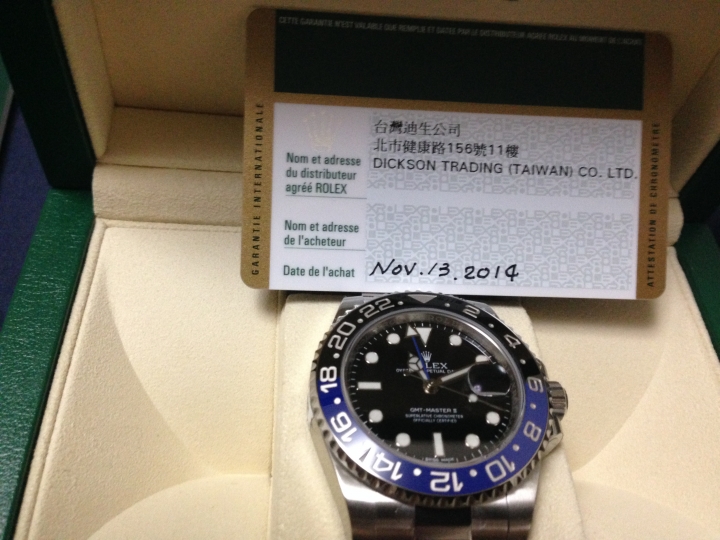 CETTE GARANTIE N'EST VALABLE QUE REMPLIE ET DATEE PAR LE DISTRIBUTEUR AGREE ROLEX AU MOMENT DE L'ACHAT
GARANTIE INTERNATIONALE
台灣迪生公司
北市健康路156號11樓
DICKSON TRADING (TAIWAN) CO. LTD.
Nom et adresse
du distributeur
agréé ROLEX
Nom et adresse
de l'acheteur
Date de l'achat
Nov. 13. 2014
ATTESTATION DE CHRONOMETRE
2
4
6
8
10
12
14
16
18
20
22
ROLEX
GMT-MASTER II
SUPERLATIVE CHRONOMETER
OFFICIALLY CERTIFIED